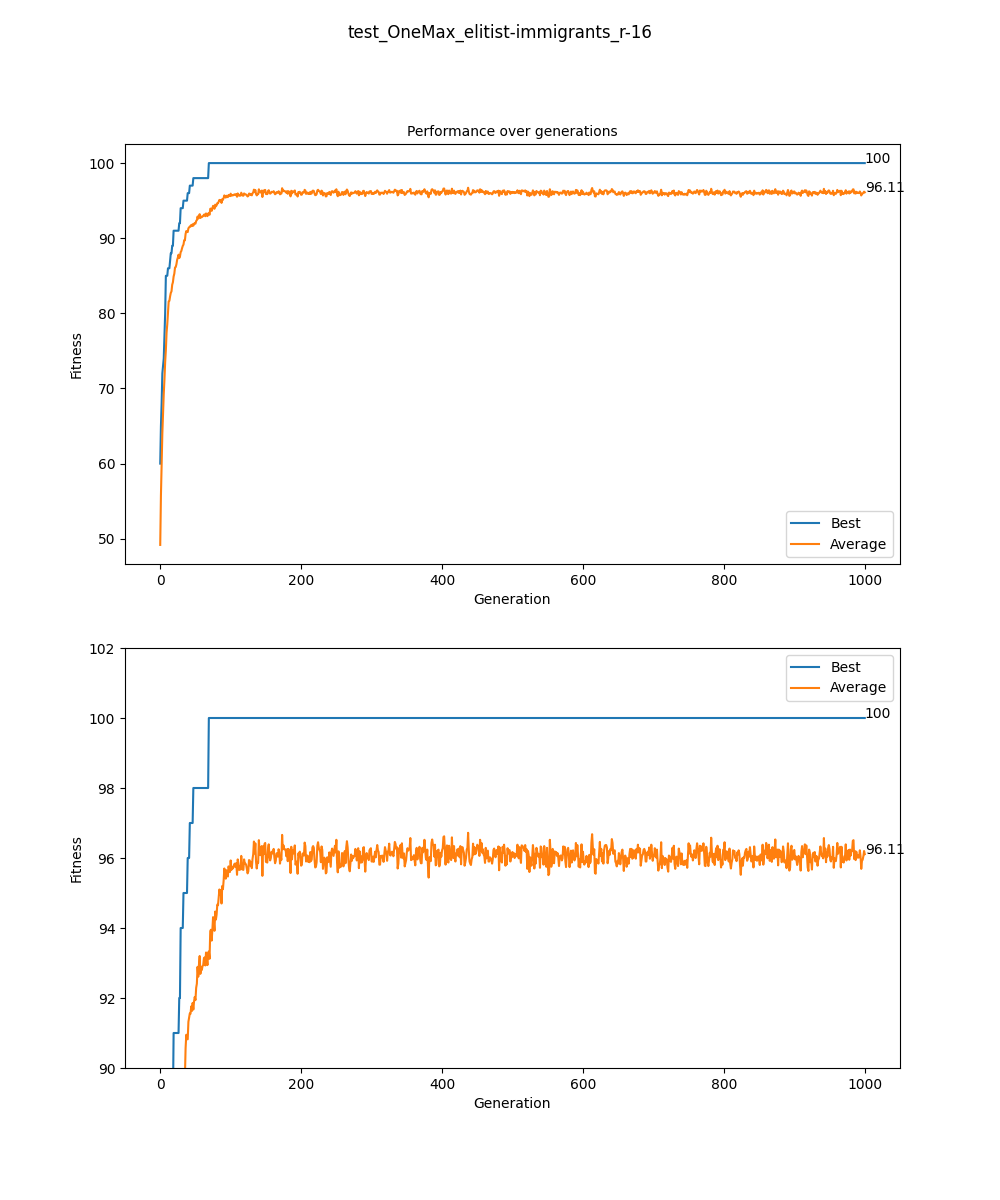 test_OneMax_elitist-immigrants_r-16
Performance over generations
100
96.11
100
90
80
70
60
50
Fitness
Best
Average
0 200 400 600 800 1000
Generation
102
100
98
96
94
92
90
Fitness
Best
Average
100
96.11
0 200 400 600 800 1000
Generation